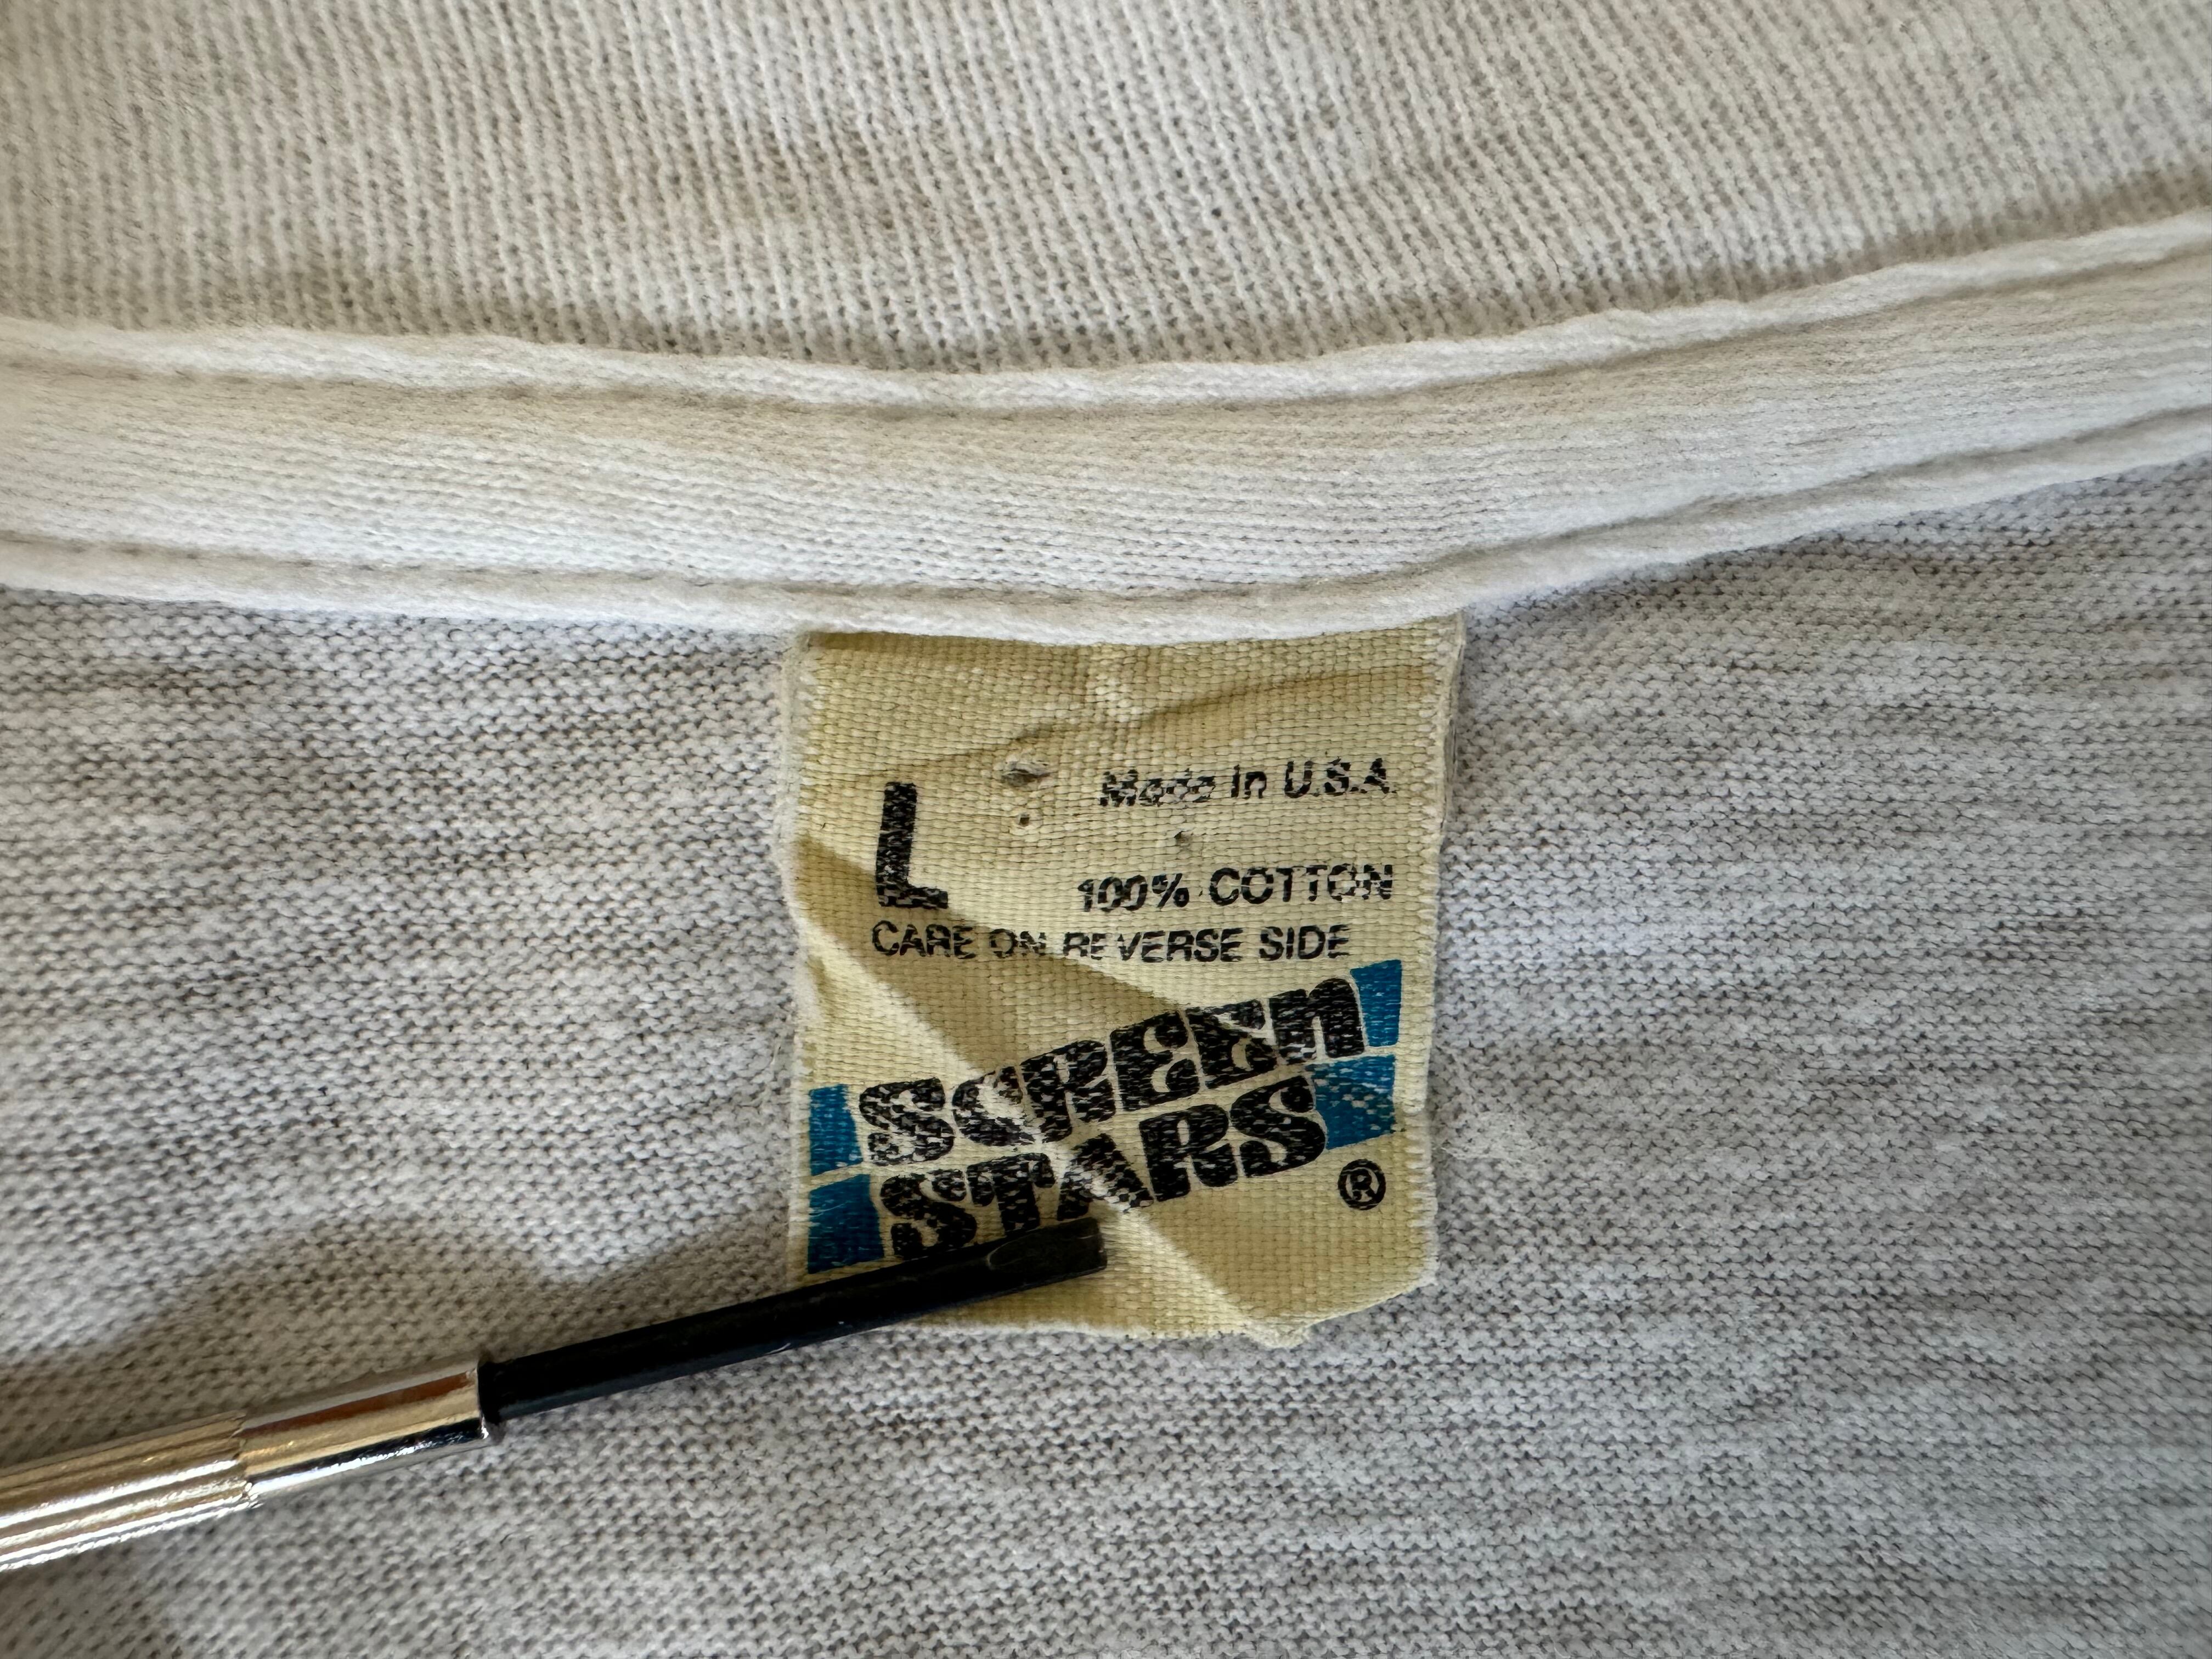 L
Made In U.S.A.
100% COTTON
CARE ON REVERSE SIDE
SCREEN
STARS
®